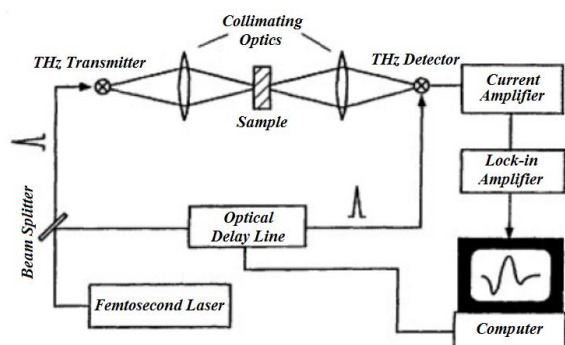 Collimating
Optics
THz Transmitter
THz Detector
Current
Amplifier
Sample
Lock-in
Amplifier
Beam Splitter
Optical
Delay Line
Femtosecond Laser
Computer